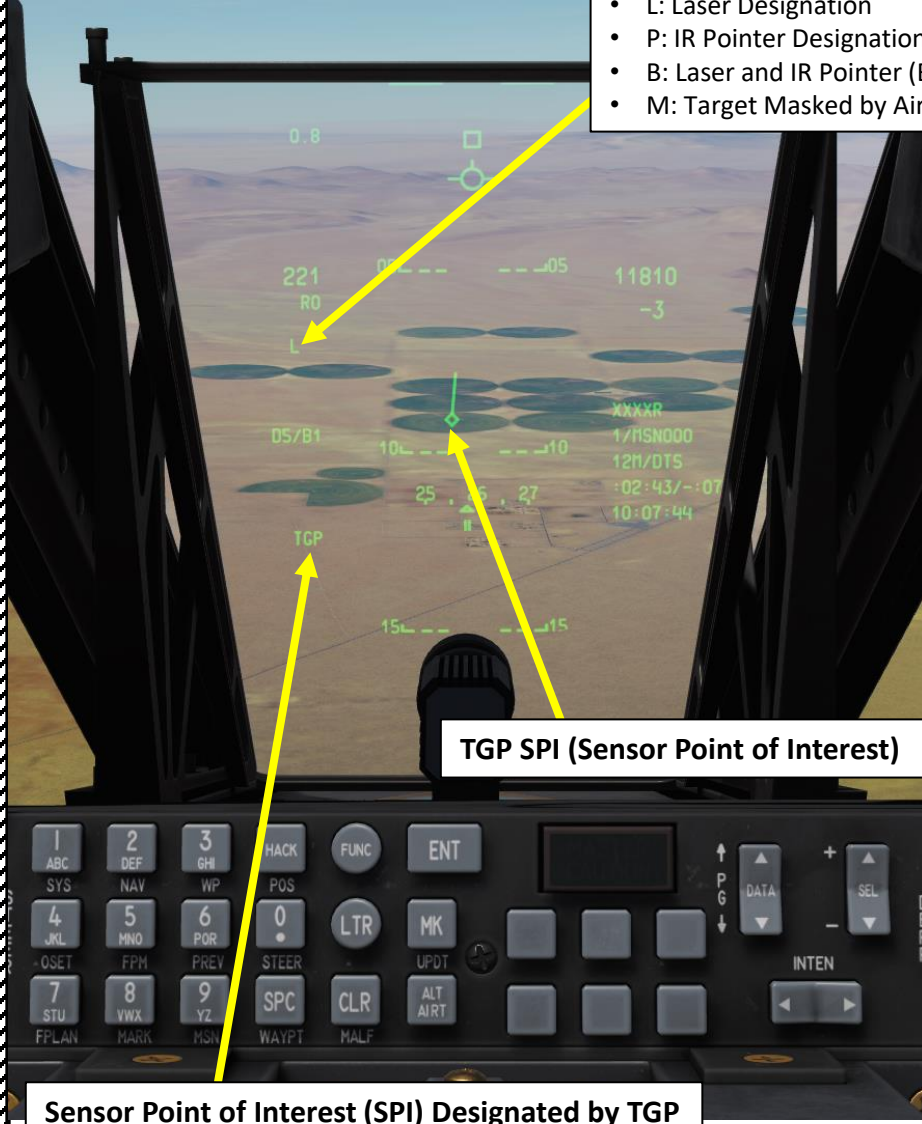 • L: Laser Designation
• P: IR Pointer Designation
• B: Laser and IR Pointer (
• M: Target Masked by Air
0.8
05 05
221 11810
RO -3
L
XXXXR
D5/B1 1/MSN000
10 10
12M/DTS
25 . 26 . 27 :02:43/-:07
10:07:44
TGP
15 15
TGP SPI (Sensor Point of Interest)
1 ABC 2 DEF 3 GHI HACK FUNC ENT
SYS NAV WP POS
PG DATA + - SEL
4 JKL 5 MNO 6 PQR 0 LTR MK
OSET FPM PREV STEER UPDT
INTEN
7 STU 8 VWX 9 YZ SPC CLR ALT AIRT
FPLAN MARK MSN WAYPT MALF
Sensor Point of Interest (SPI) Designated by TGP